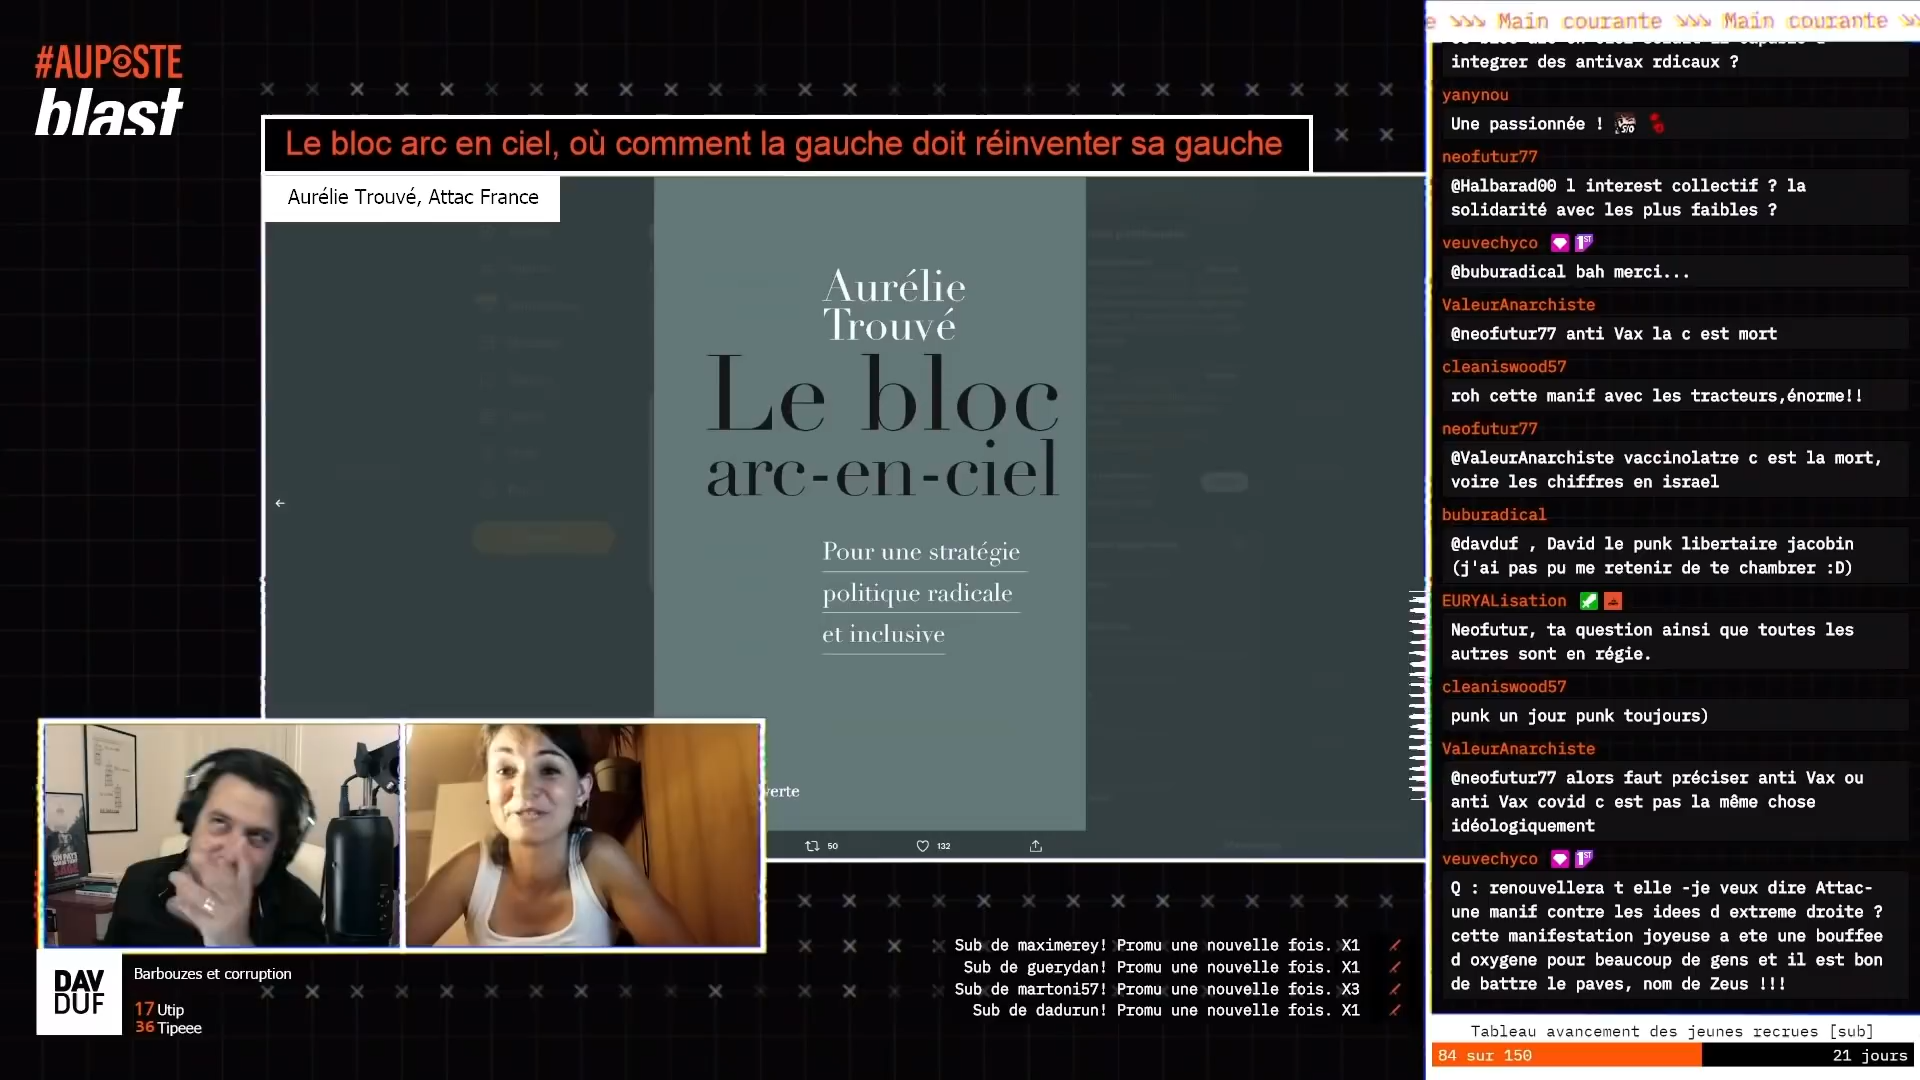 #AUPOSTE
blast
Le bloc arc en ciel, où comment la gauche doit réinventer sa gauche
Aurélie Trouvé, Attac France
Aurélie
Trouvé
Le bloc
arc-en-ciel
Pour une stratégie
politique radicale
et inclusive
verte
50
132
DAV
DUF
Barbouzes et corruption
17 Utip
36 Tipeee
Sub de maximerey! Promu une nouvelle fois. X1
Sub de guerydan! Promu une nouvelle fois. X1
Sub de martoni57! Promu une nouvelle fois. X3
Sub de dadurun! Promu une nouvelle fois. X1
e >>> Main courante >>> Main courante >>
integrer des antivax rdicaux ?
yanynou
Une passionnée !
neofutur77
@Halbarad00 l interest collectif ? la
solidarité avec les plus faibles ?
veuvechyco
@buburadical bah merci...
ValeurAnarchiste
@neofutur77 anti Vax la c est mort
cleaniswood57
roh cette manif avec les tracteurs,énorme!!
neofutur77
@ValeurAnarchiste vaccinolatre c est la mort,
voire les chiffres en israel
buburadical
@davduf , David le punk libertaire jacobin
(j'ai pas pu me retenir de te chambrer :D)
EURYALisation
Neofutur, ta question ainsi que toutes les
autres sont en régie.
cleaniswood57
punk un jour punk toujours)
ValeurAnarchiste
@neofutur77 alors faut préciser anti Vax ou
anti Vax covid c est pas la même chose
idéologiquement
veuvechyco
Q : renouvellera t elle -je veux dire Attac-
une manif contre les idees d extreme droite ?
cette manifestation joyeuse a ete une bouffee
d oxygene pour beaucoup de gens et il est bon
de battre le paves, nom de Zeus !!!
Tableau avancement des jeunes recrues [sub]
84 sur 150
21 jours